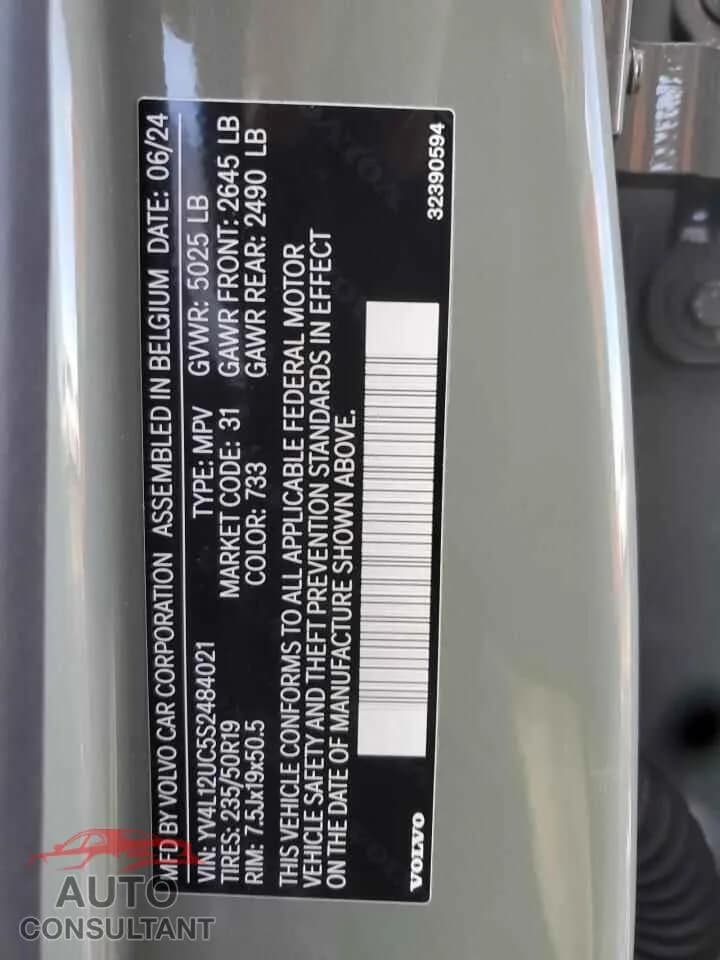 MFD BY VOLVO CAR CORPORATION ASSEMBLED IN BELGIUM DATE: 06/24
VIN: YV4L12UC5S2484021 TYPE: MPV GVWR: 5025 LB
TIRES: 235/50R19 MARKET CODE: 31 GAWR FRONT: 2645 LB
RIM: 7.5Jx19x50.5 COLOR: 733 GAWR REAR: 2490 LB
THIS VEHICLE CONFORMS TO ALL APPLICABLE FEDERAL MOTOR
VEHICLE SAFETY AND THEFT PREVENTION STANDARDS IN EFFECT
ON THE DATE OF MANUFACTURE SHOWN ABOVE.
VOLVO 32390594
AUTO
CONSULTANT